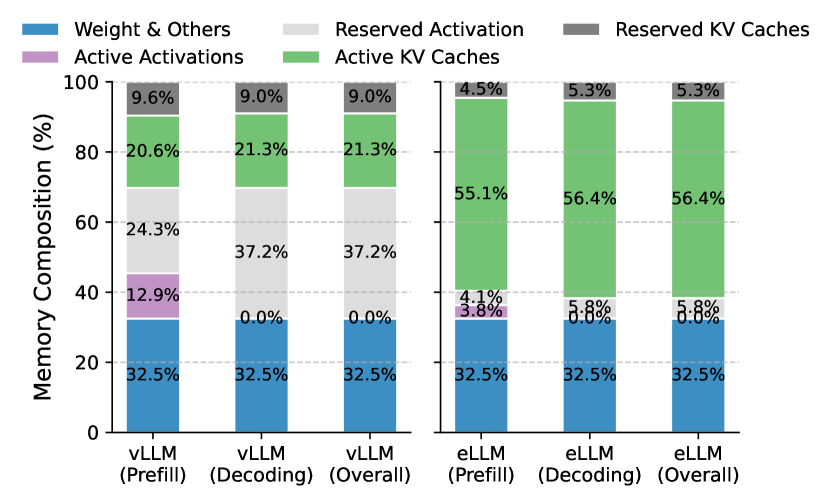 Weight & Others
Reserved Activation
Reserved KV Caches
Active Activations
Active KV Caches
Memory Composition (%)
100
80
60
40
20
0
9.6%
9.0%
9.0%
20.6%
21.3%
21.3%
24.3%
37.2%
37.2%
12.9%
0.0%
0.0%
32.5%
32.5%
32.5%
vLLM
(Prefill)
vLLM
(Decoding)
vLLM
(Overall)
4.5%
5.3%
5.3%
55.1%
56.4%
56.4%
4.1%
5.8%
5.8%
3.8%
0.0%
0.0%
32.5%
32.5%
32.5%
eLLM
(Prefill)
eLLM
(Decoding)
eLLM
(Overall)